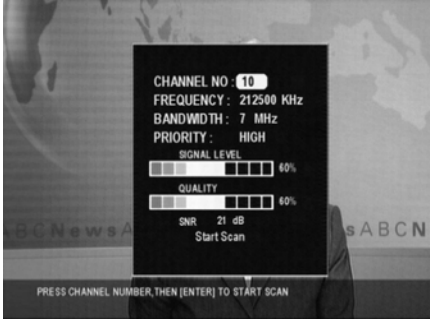 CHANNEL NO : 10
FREQUENCY : 212500 KHz
BANDWIDTH : 7 MHz
PRIORITY : HIGH
SIGNAL LEVEL
60%
QUALITY
60%
SNR 21 dB
Start Scan
ABCNewsA
sABCN
PRESS CHANNEL NUMBER,THEN [ENTER] TO START SCAN